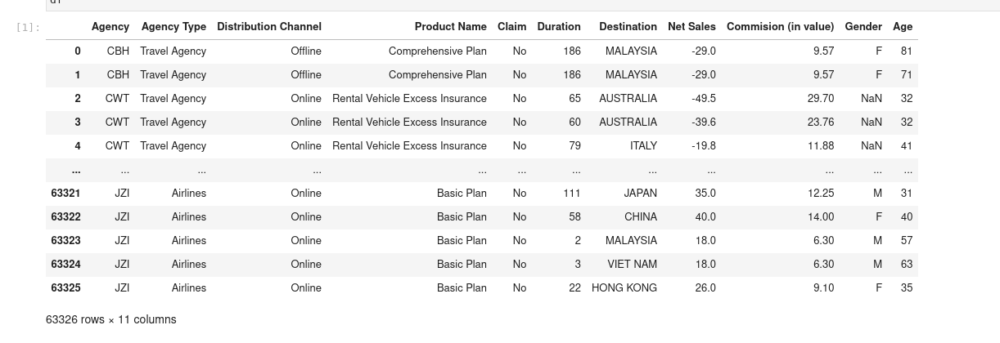 [1]:
Agency Agency Type Distribution Channel Product Name Claim Duration Destination Net Sales Commision (in value) Gender Age
0 CBH Travel Agency Offline Comprehensive Plan No 186 MALAYSIA -29.0 9.57 F 81
1 CBH Travel Agency Offline Comprehensive Plan No 186 MALAYSIA -29.0 9.57 F 71
2 CWT Travel Agency Online Rental Vehicle Excess Insurance No 65 AUSTRALIA -49.5 29.70 NaN 32
3 CWT Travel Agency Online Rental Vehicle Excess Insurance No 60 AUSTRALIA -39.6 23.76 NaN 32
4 CWT Travel Agency Online Rental Vehicle Excess Insurance No 79 ITALY -19.8 11.88 NaN 41
... ... ... ... ... ... ... ... ... ... ... ...
63321 JZI Airlines Online Basic Plan No 111 JAPAN 35.0 12.25 M 31
63322 JZI Airlines Online Basic Plan No 58 CHINA 40.0 14.00 F 40
63323 JZI Airlines Online Basic Plan No 2 MALAYSIA 18.0 6.30 M 57
63324 JZI Airlines Online Basic Plan No 3 VIET NAM 18.0 6.30 M 63
63325 JZI Airlines Online Basic Plan No 22 HONG KONG 26.0 9.10 F 35
63326 rows × 11 columns